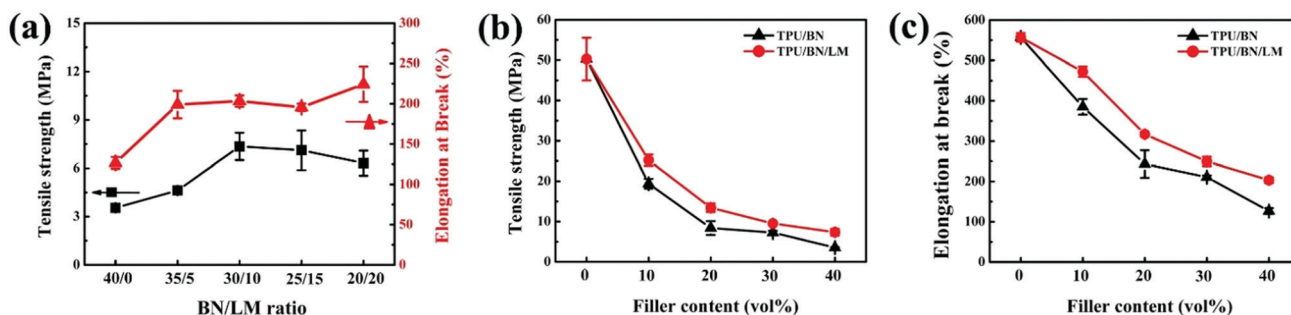 (a)
Tensile strength (MPa)
15
12
9
6
3
0
300
250
200
150
100
50
0
Elongation at Break (%)
40/0 35/5 30/10 25/15 20/20
BN/LM ratio
(b)
Tensile strength (MPa)
60
50
40
30
20
10
0
TPU/BN
TPU/BN/LM
0 10 20 30 40
Filler content (vol%)
(c)
Elongation at break (%)
600
500
400
300
200
100
0
TPU/BN
TPU/BN/LM
0 10 20 30 40
Filler content (vol%)